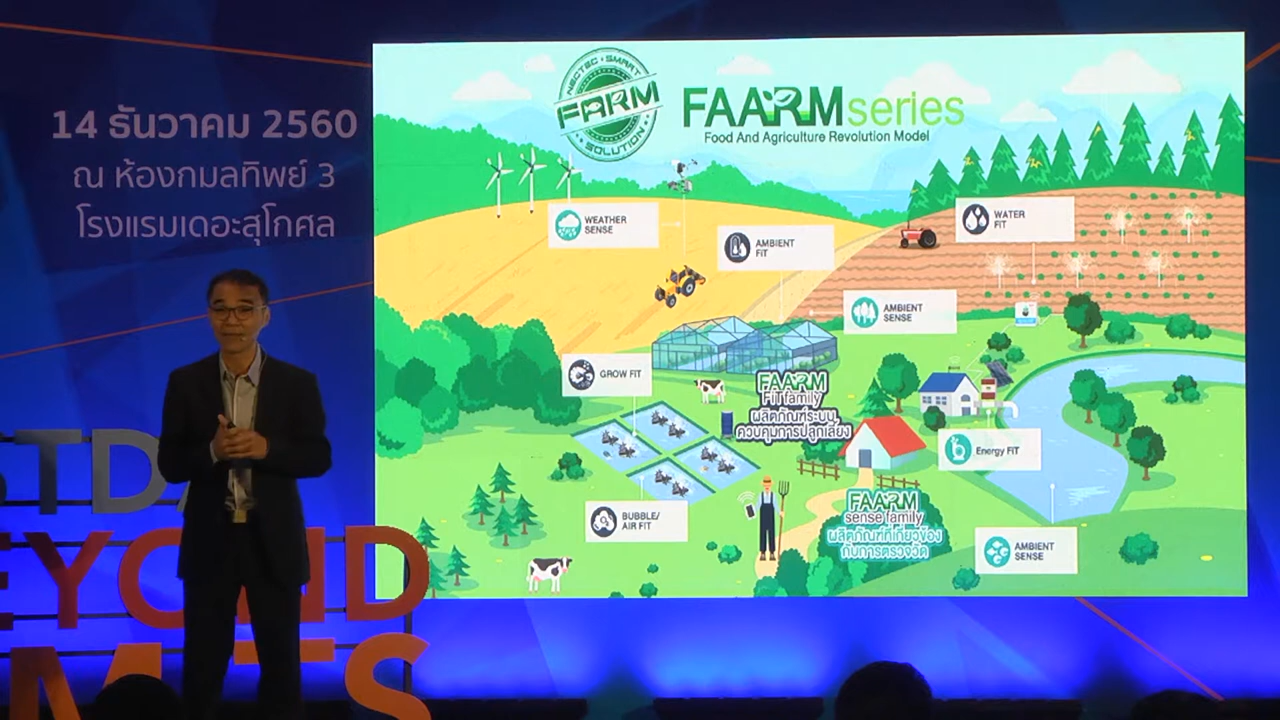 14 ธันวาคม 2560
ณ ห้องกมลทิพย์ 3
โรงแรมเดอะสุโกศล
NECTEC • SMART
FARM
SOLUTION
FAARM series
Food And Agriculture Revolution Model
WEATHER
SENSE
AMBIENT
FIT
WATER
FIT
AMBIENT
SENSE
GROW FIT
FAARM
FiT family
ผลิตภัณฑ์ระบบ
ควบคุมการปลูกเลี้ยง
Energy FIT
BUBBLE/
AIR FIT
FAARM
sense family
ผลิตภัณฑ์ที่เกี่ยวข้อง
กับการตรวจวัด
AMBIENT
SENSE
STDA
EYOND